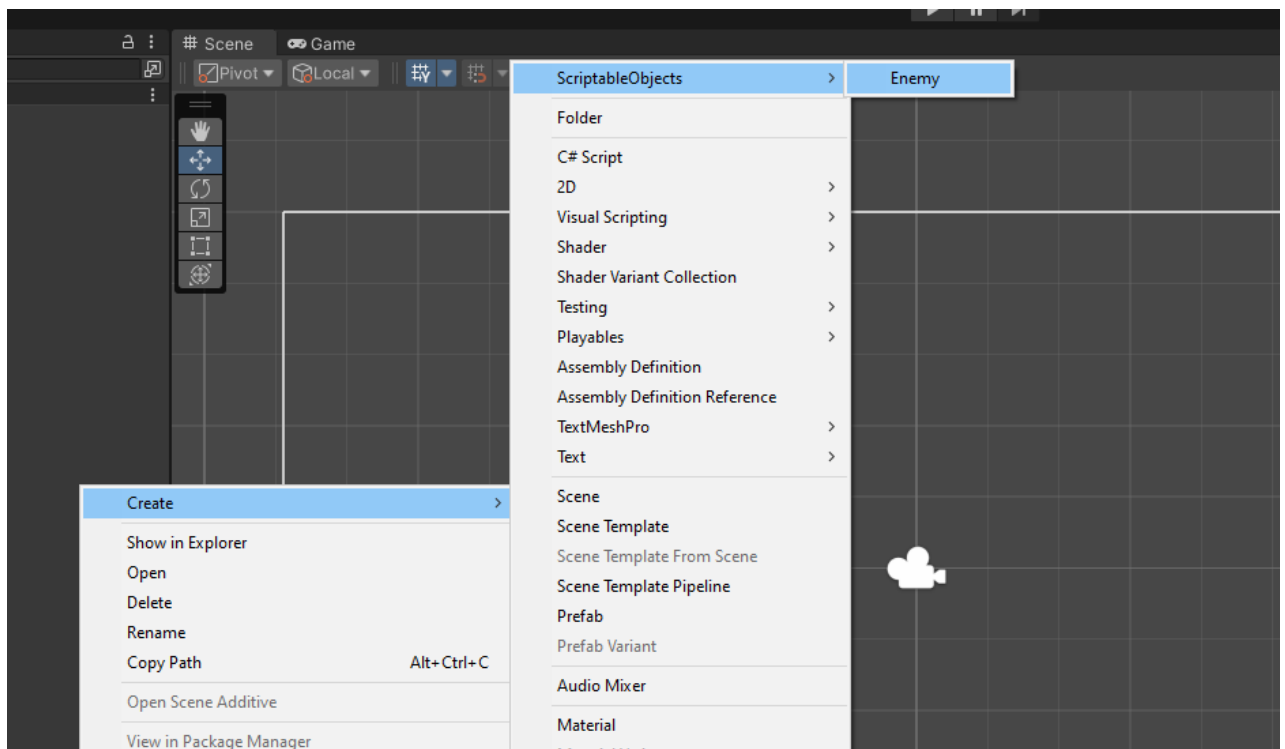 Scene
Game
Pivot
Local
ScriptableObjects
Enemy
Folder
C# Script
2D
Visual Scripting
Shader
Shader Variant Collection
Testing
Playables
Assembly Definition
Assembly Definition Reference
TextMeshPro
Text
Scene
Scene Template
Scene Template From Scene
Scene Template Pipeline
Prefab
Prefab Variant
Audio Mixer
Material
Create
Show in Explorer
Open
Delete
Rename
Copy Path Alt+Ctrl+C
Open Scene Additive
View in Package Manager